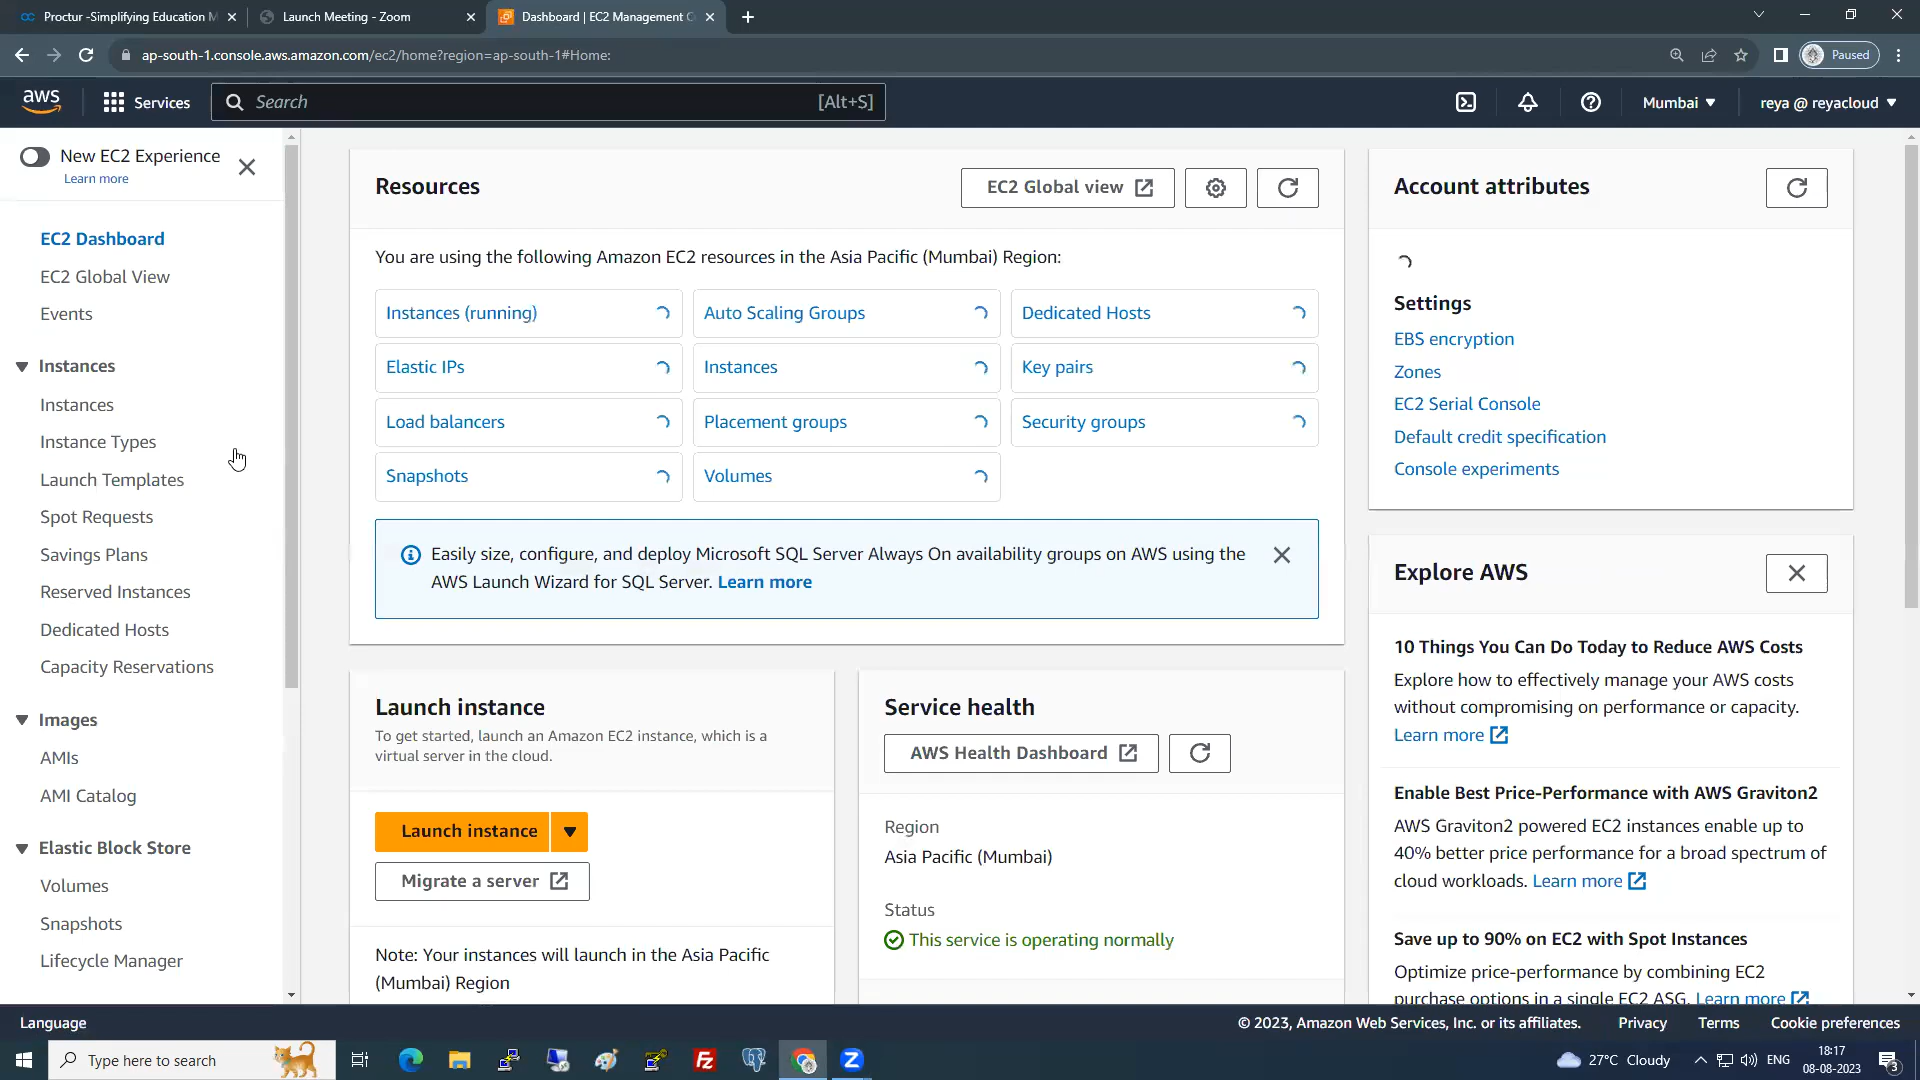 Proctur -Simplifying Education M
Launch Meeting - Zoom
Dashboard | EC2 Management C
ap-south-1.console.aws.amazon.com/ec2/home?region=ap-south-1#Home:
Paused
aws
Services
Search
[Alt+S]
Mumbai
reya @ reyacloud
New EC2 Experience
Learn more
EC2 Dashboard
EC2 Global View
Events
Instances
Instances
Instance Types
Launch Templates
Spot Requests
Savings Plans
Reserved Instances
Dedicated Hosts
Capacity Reservations
Images
AMIs
AMI Catalog
Elastic Block Store
Volumes
Snapshots
Lifecycle Manager
Resources
EC2 Global view
You are using the following Amazon EC2 resources in the Asia Pacific (Mumbai) Region:
Instances (running)
Auto Scaling Groups
Dedicated Hosts
Elastic IPs
Instances
Key pairs
Load balancers
Placement groups
Security groups
Snapshots
Volumes
Easily size, configure, and deploy Microsoft SQL Server Always On availability groups on AWS using the
AWS Launch Wizard for SQL Server. Learn more
Launch instance
To get started, launch an Amazon EC2 instance, which is a
virtual server in the cloud.
Launch instance
Migrate a server
Note: Your instances will launch in the Asia Pacific
(Mumbai) Region
Service health
AWS Health Dashboard
Region
Asia Pacific (Mumbai)
Status
This service is operating normally
Account attributes
Settings
EBS encryption
Zones
EC2 Serial Console
Default credit specification
Console experiments
Explore AWS
10 Things You Can Do Today to Reduce AWS Costs
Explore how to effectively manage your AWS costs
without compromising on performance or capacity.
Learn more
Enable Best Price-Performance with AWS Graviton2
AWS Graviton2 powered EC2 instances enable up to
40% better price performance for a broad spectrum of
cloud workloads. Learn more
Save up to 90% on EC2 with Spot Instances
Optimize price-performance by combining EC2
purchase options in a single EC2 ASG. Learn more
Language
© 2023, Amazon Web Services, Inc. or its affiliates.
Privacy
Terms
Cookie preferences
Type here to search
27°C Cloudy
ENG
18:17
08-08-2023
3